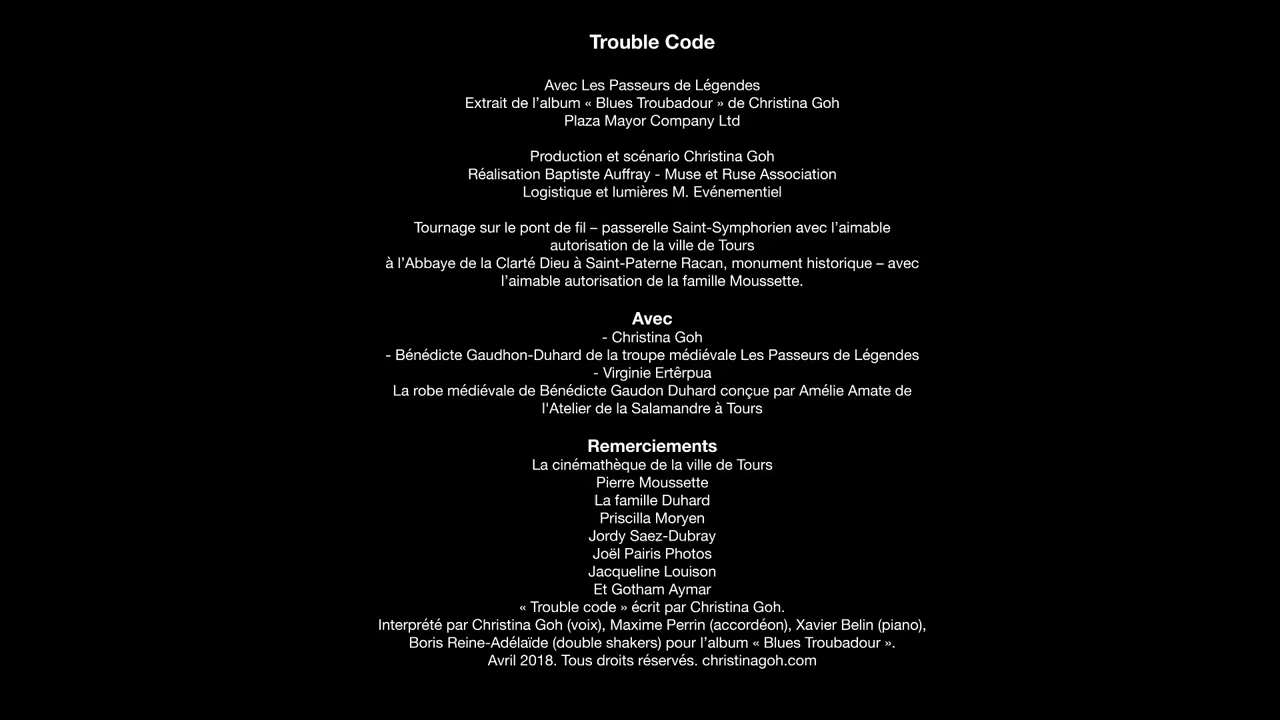 Trouble Code
Avec Les Passeurs de Légendes
Extrait de l’album « Blues Troubadour » de Christina Goh
Plaza Mayor Company Ltd
Production et scénario Christina Goh
Réalisation Baptiste Auffray - Muse et Ruse Association
Logistique et lumières M. Evénementiel
Tournage sur le pont de fil – passerelle Saint-Symphorien avec l’aimable
autorisation de la ville de Tours
à l’Abbaye de la Clarté Dieu à Saint-Paterne Racan, monument historique – avec
l’aimable autorisation de la famille Moussette.
Avec
- Christina Goh
- Bénédicte Gaudhon-Duhard de la troupe médiévale Les Passeurs de Légendes
- Virginie Ertêrpua
La robe médiévale de Bénédicte Gaudon Duhard conçue par Amélie Amate de
l'Atelier de la Salamandre à Tours
Remerciements
La cinémathèque de la ville de Tours
Pierre Moussette
La famille Duhard
Priscilla Moryen
Jordy Saez-Dubray
Joël Pairis Photos
Jacqueline Louison
Et Gotham Aymar
« Trouble code » écrit par Christina Goh.
Interprété par Christina Goh (voix), Maxime Perrin (accordéon), Xavier Belin (piano),
Boris Reine-Adélaïde (double shakers) pour l’album « Blues Troubadour ».
Avril 2018. Tous droits réservés. christinagoh.com